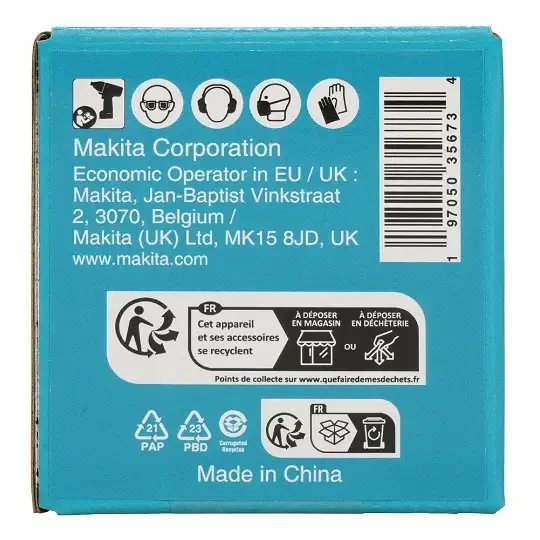 Makita Corporation
Economic Operator in EU / UK :
Makita, Jan-Baptist Vinkstraat
2, 3070, Belgium /
Makita (UK) Ltd, MK15 8JD, UK
www.makita.com
1 97050 35673 4
FR
Cet appareil
et ses accessoires
se recyclent
À DÉPOSER
EN MAGASIN
OU
À DÉPOSER
EN DÉCHÈTERIE
Points de collecte sur www.quefairedemesdechets.fr
21
PAP
23
PBD
Corrugated
Recycles
FR
Made in China